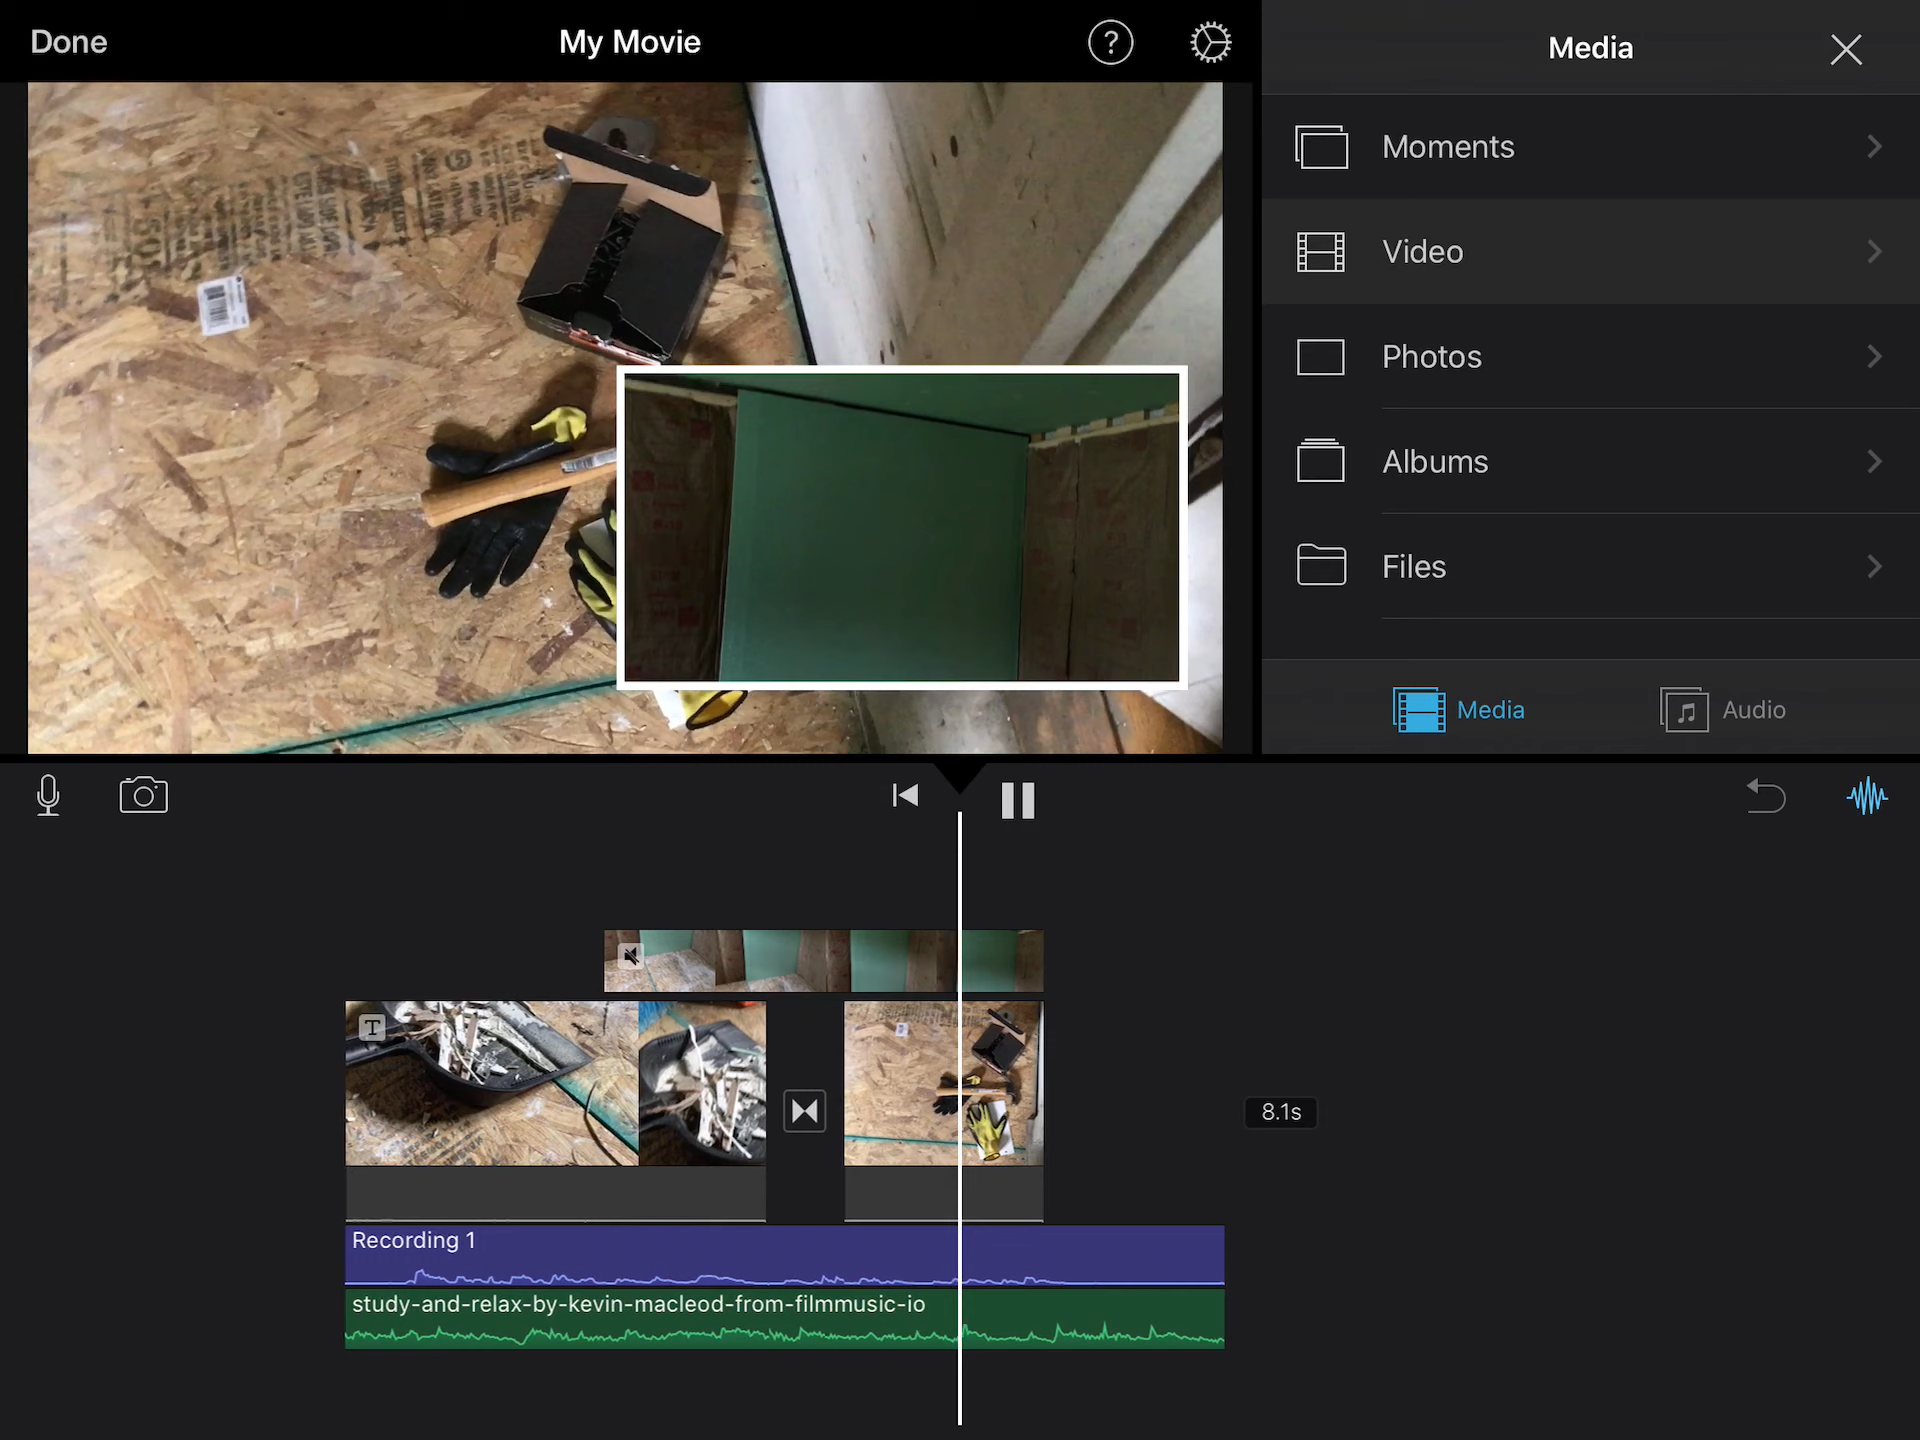 Done
My Movie
?
Media
Moments
Video
Photos
Albums
Files
Media
Audio
T
8.1s
Recording 1
study-and-relax-by-kevin-macleod-from-filmmusic-io